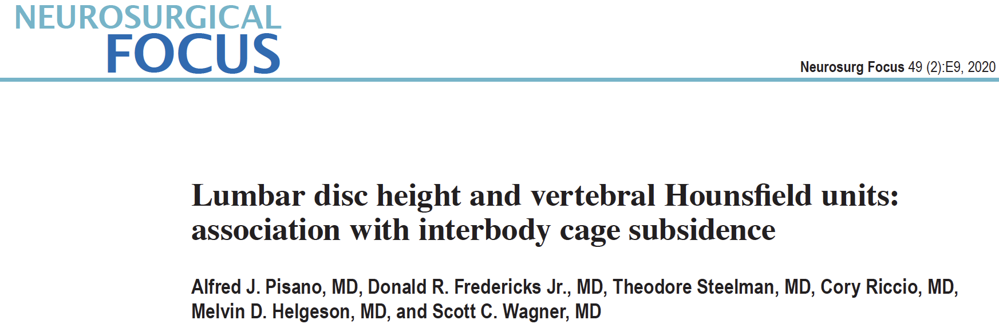 NEUROSURGICAL
FOCUS
Neurosurg Focus 49 (2):E9, 2020
Lumbar disc height and vertebral Hounsfield units:
association with interbody cage subsidence
Alfred J. Pisano, MD, Donald R. Fredericks Jr., MD, Theodore Steelman, MD, Cory Riccio, MD,
Melvin D. Helgeson, MD, and Scott C. Wagner, MD